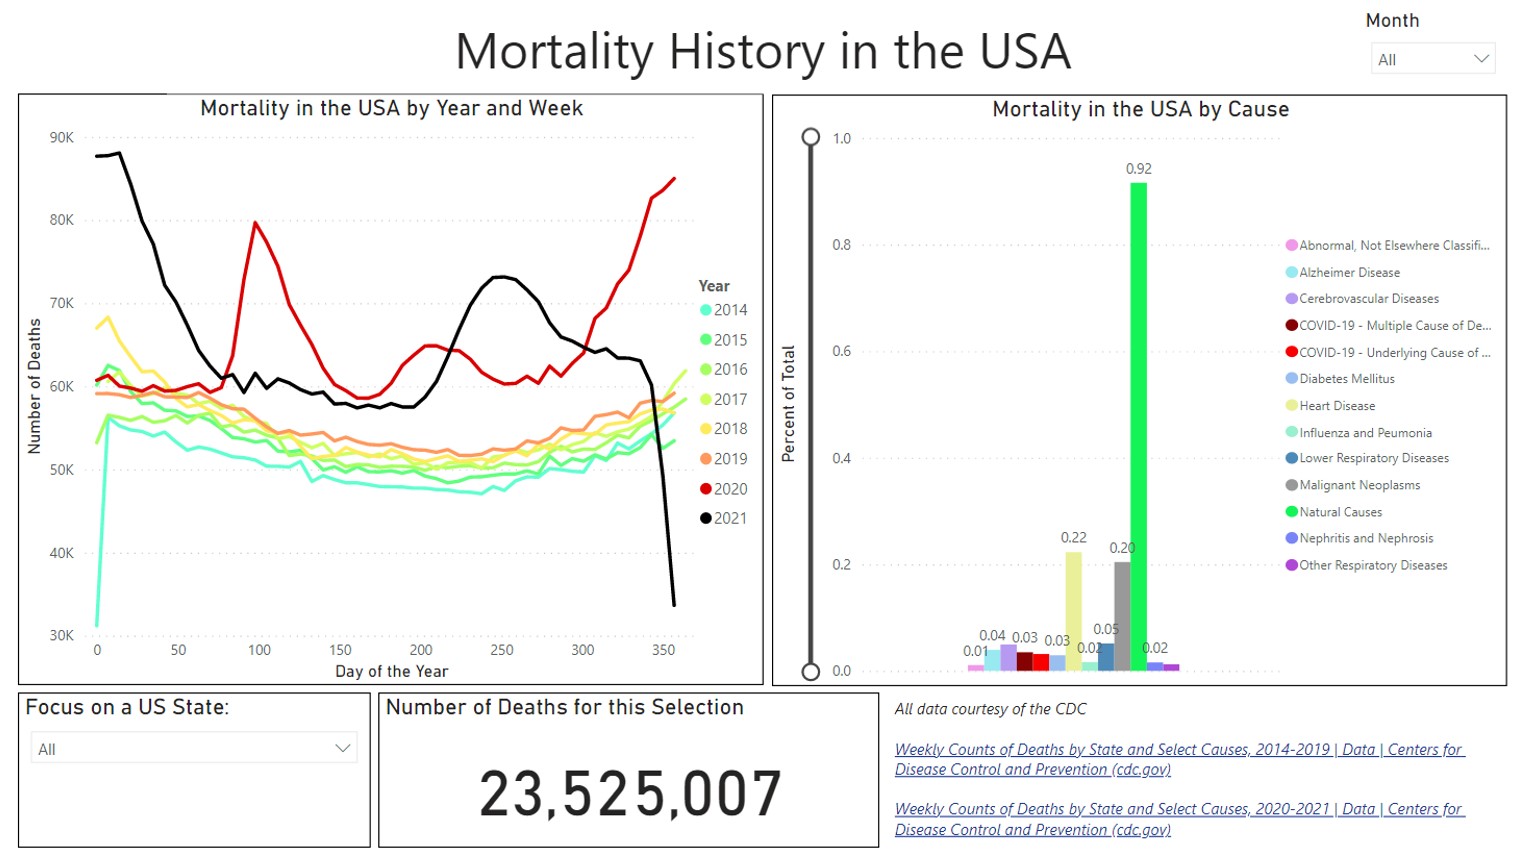 Mortality History in the USA
Month
All
Mortality in the USA by Year and Week
90K
80K
70K
60K
50K
40K
30K
Number of Deaths
0
50
100
150
200
250
300
350
Day of the Year
Year
2014
2015
2016
2017
2018
2019
2020
2021
Mortality in the USA by Cause
1.0
0.8
0.6
0.4
0.2
0.0
Percent of Total
0.01
0.04
0.03
0.03
0.22
0.02
0.05
0.20
0.92
0.02
Abnormal, Not Elsewhere Classifi...
Alzheimer Disease
Cerebrovascular Diseases
COVID-19 - Multiple Cause of De...
COVID-19 - Underlying Cause of ...
Diabetes Mellitus
Heart Disease
Influenza and Peumonia
Lower Respiratory Diseases
Malignant Neoplasms
Natural Causes
Nephritis and Nephrosis
Other Respiratory Diseases
Focus on a US State:
All
Number of Deaths for this Selection
23,525,007
All data courtesy of the CDC
Weekly Counts of Deaths by State and Select Causes, 2014-2019 | Data | Centers for
Disease Control and Prevention (cdc.gov)
Weekly Counts of Deaths by State and Select Causes, 2020-2021 | Data | Centers for
Disease Control and Prevention (cdc.gov)